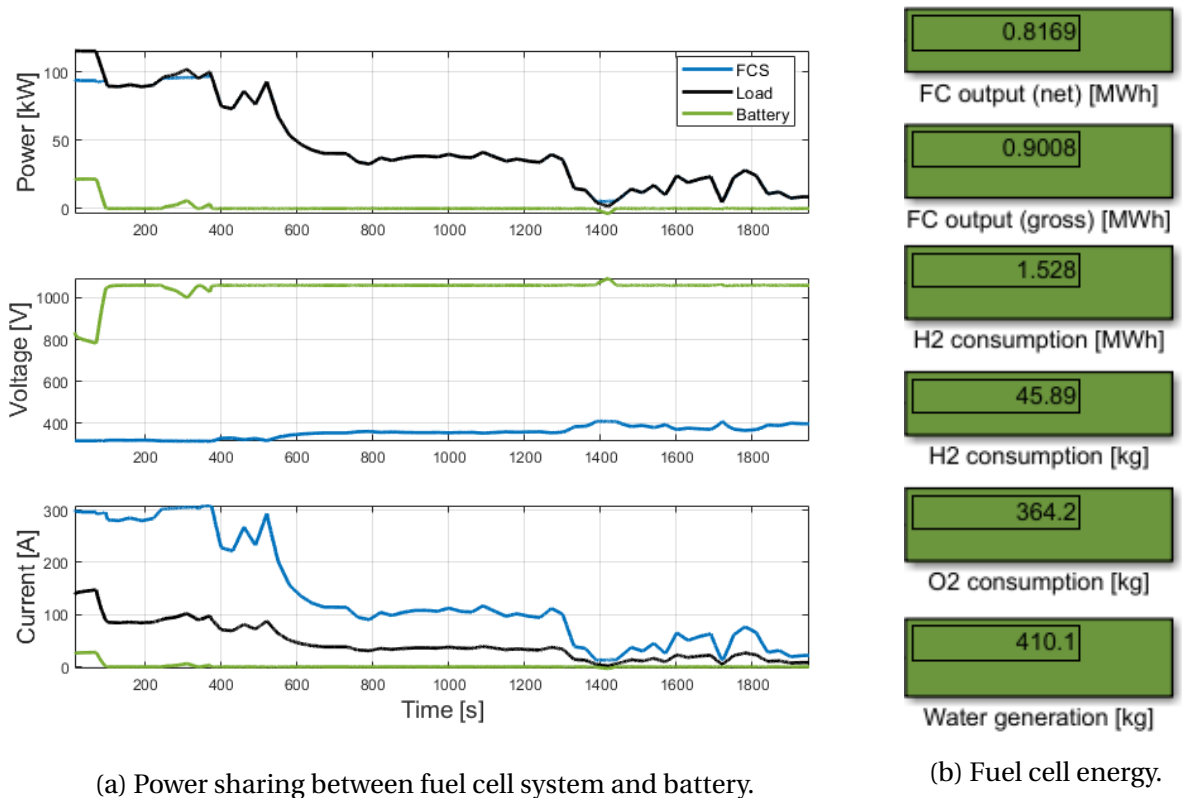 Power [kW]
100
50
0
FCS
Load
Battery
200 400 600 800 1000 1200 1400 1600 1800
Voltage [V]
1000
800
600
400
200 400 600 800 1000 1200 1400 1600 1800
Current [A]
300
200
100
0
200 400 600 800 1000 1200 1400 1600 1800
Time [s]
(a) Power sharing between fuel cell system and battery.
0.8169
FC output (net) [MWh]
0.9008
FC output (gross) [MWh]
1.528
H2 consumption [MWh]
45.89
H2 consumption [kg]
364.2
O2 consumption [kg]
410.1
Water generation [kg]
(b) Fuel cell energy.